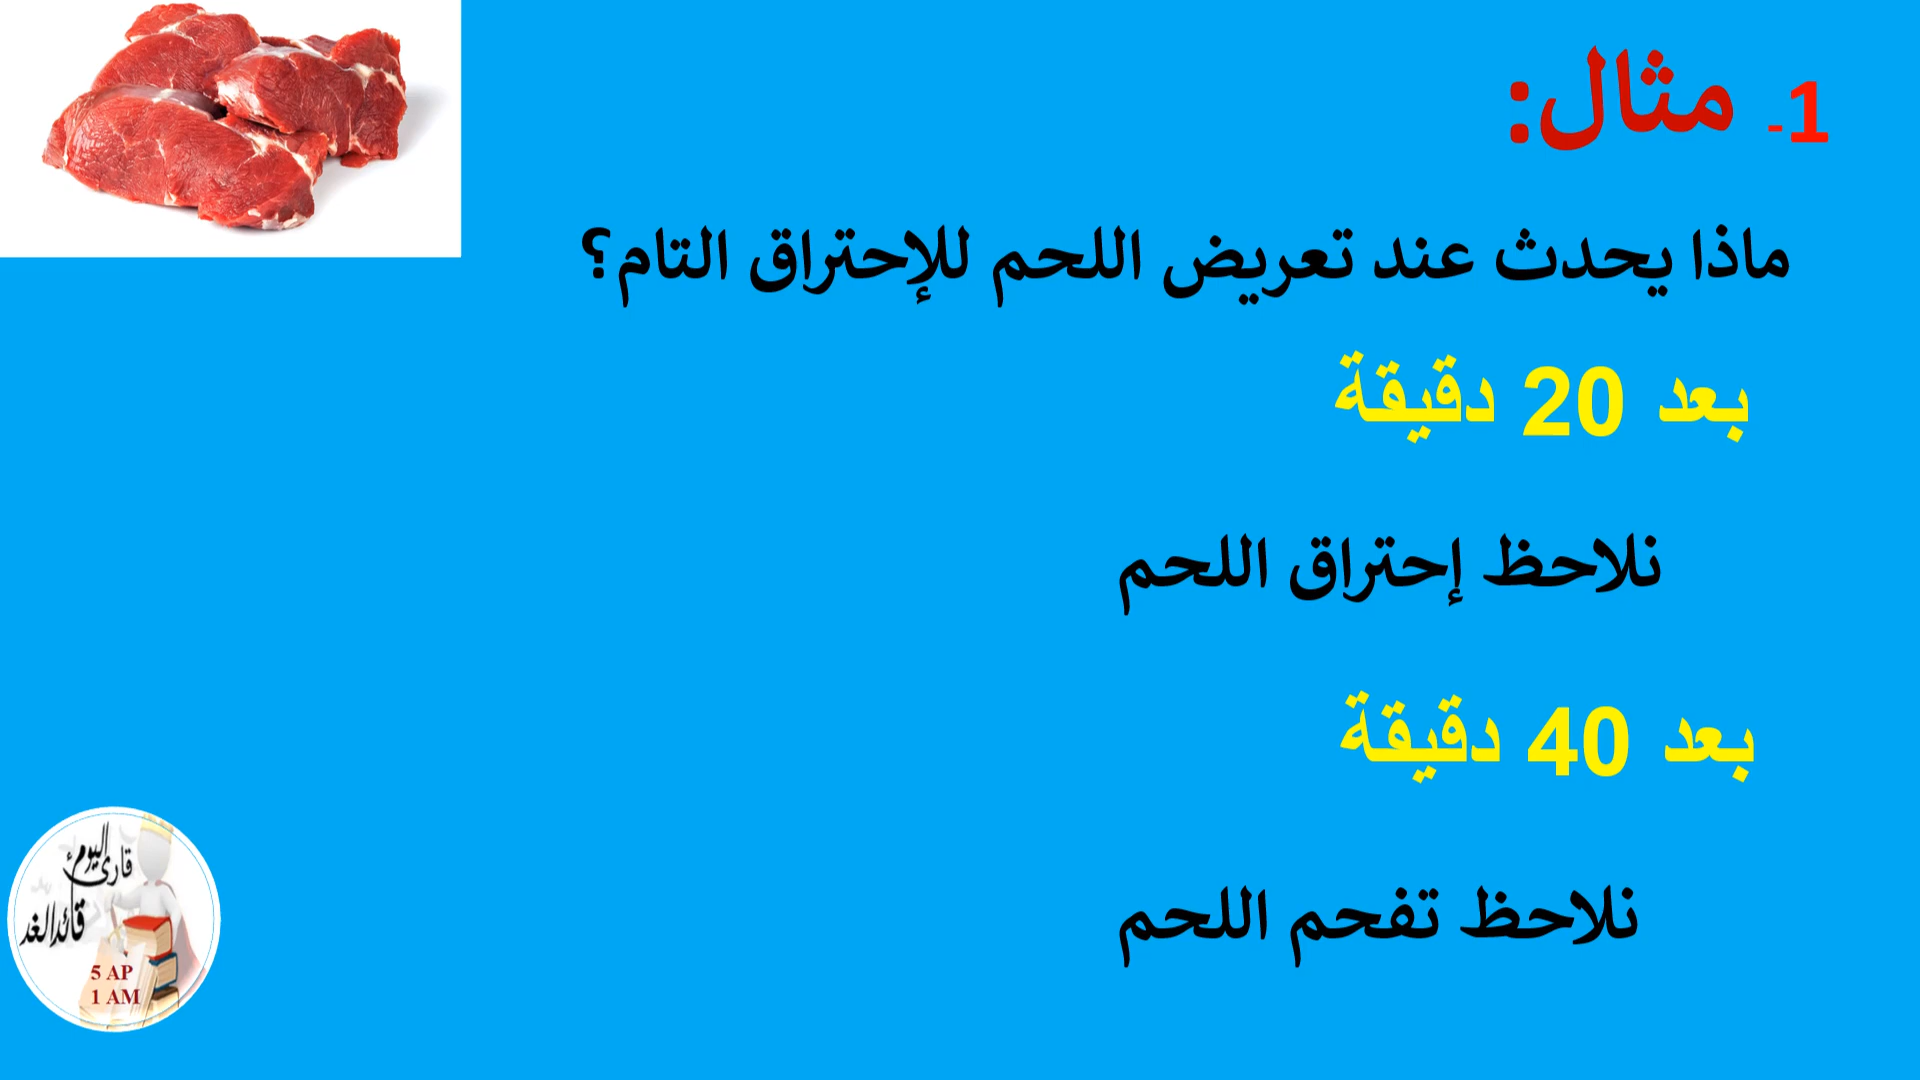 1- مثال:
ماذا يحدث عند تعريض اللحم للإحتراق التام؟
بعد 20 دقيقة
نلاحظ إحتراق اللحم
بعد 40 دقيقة
نلاحظ تفحم اللحم
قارئ اليوم
قائد الغد
5 AP
1 AM